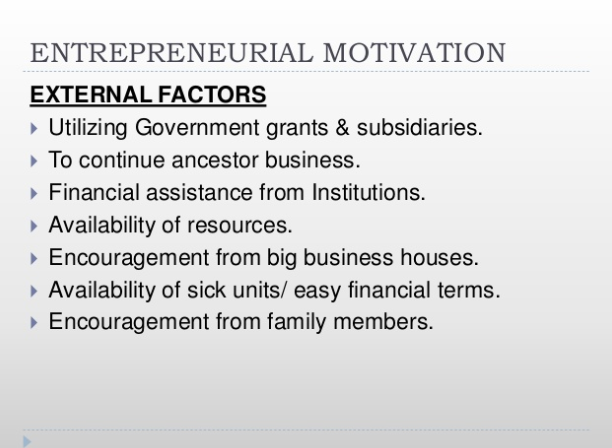 ENTREPRENEURIAL MOTIVATION
EXTERNAL FACTORS
Utilizing Government grants & subsidiaries.
To continue ancestor business.
Financial assistance from Institutions.
Availability of resources.
Encouragement from big business houses.
Availability of sick units/ easy financial terms.
Encouragement from family members.